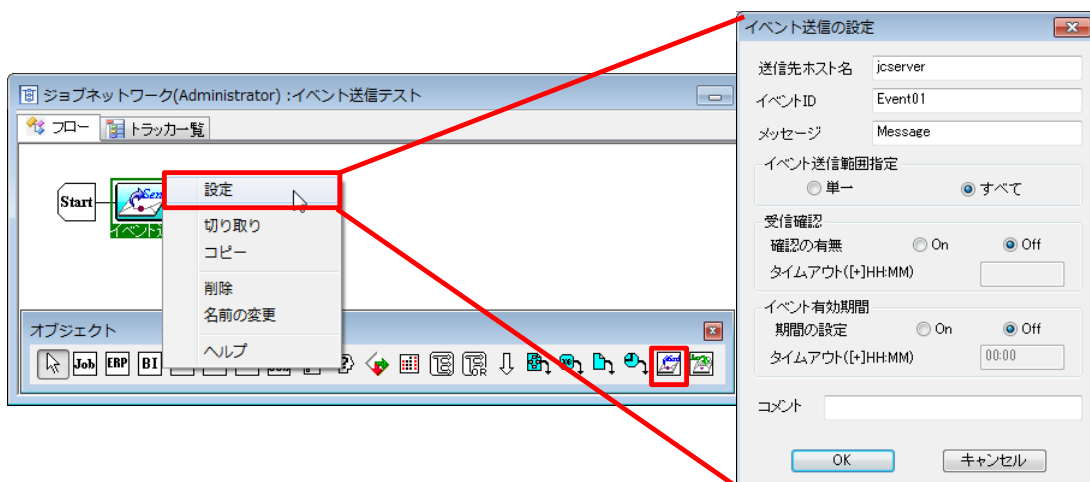 ジョブネットワーク(Administrator) :イベント送信テスト
フロー
トラッカー覧
Start
Sen
イベント
設定
切り取り
コピー
削除
名前の変更
ヘルプ
オブジェクト
Job
ERP
BI
イベント送信の設定
送信先ホスト名
jcserver
イベントID
Event01
メッセージ
Message
イベント送信範囲指定
単一
すべて
受信確認
確認の有無
On
Off
タイムアウト([+]HH:MM)
イベント有効期間
期間の設定
On
Off
タイムアウト([+]HH:MM)
00:00
コメント
OK
キャンセル